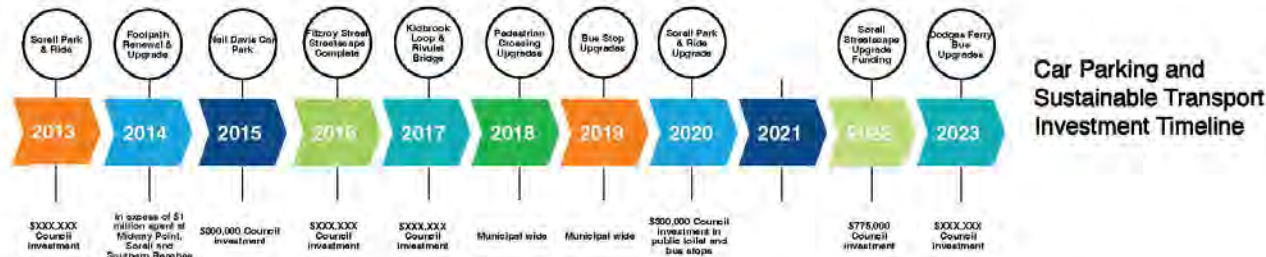 Sorell Park
& Ride
Footpath
Renewal &
Upgrade
Neil Davis Car
Park
Fitzroy Street
Streetscape
Complete
Kidbrook
Loop &
Rivulet
Bridge
Pedestrian
Crossing
Upgrades
Bus Stop
Upgrades
Sorell Park
& Ride
Upgrade
Sorell
Streetscape
Upgrade
Funding
Dodges Ferry
Bus
Upgrades
Car Parking and
Sustainable Transport
Investment Timeline
2013
2014
2015
2016
2017
2018
2019
2020
2021
2022
2023
$XXX,XXX
Council
investment
In excess of $1
million spent at
Midway Point,
Sorell and
Southern Beaches
Council
investment
$XXX,XXX
Council
investment
$XXX,XXX
Council
investment
Municipal wide
Municipal wide
Council
investment in
public toilet and
bus stops
$775,000
Council
investment
$XXX,XXX
Council
investment